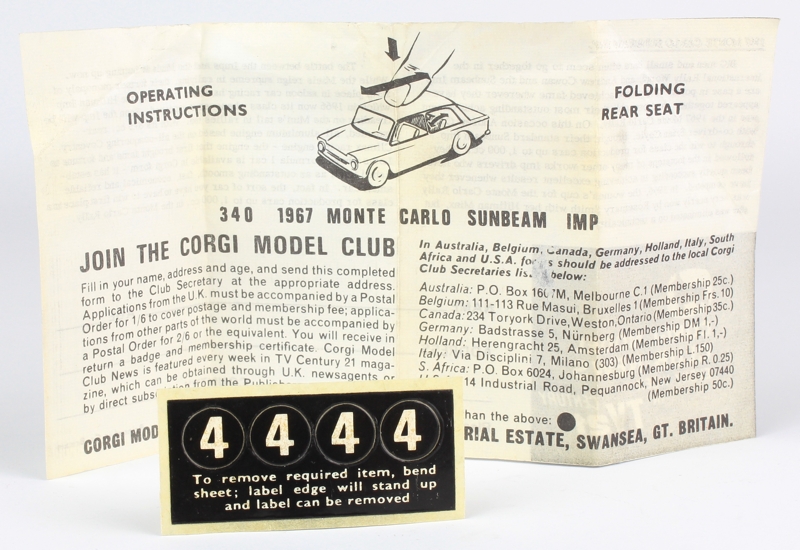 OPERATING
INSTRUCTIONS
FOLDING
REAR SEAT
340 1967 MONTE CARLO SUNBEAM IMP
JOIN THE CORGI MODEL CLUB
Fill in your name, address and age, and send this completed
form to the Club Secretary at the appropriate address.
Applications from the U.K. must be accompanied by a Postal
Order for 1/6 to cover postage and membership fee; applica-
tions from other parts of the world must be accompanied by
a Postal Order for 2/6 or the equivalent. You will receive in
return a badge and membership certificate. Corgi Model
Club News is featured every week in TV Century 21 maga-
zine, which can be obtained through U.K. newsagents or
by direct from the
CORGI
In Australia, Belgium, Canada, Germany, Holland, Italy, South
Africa and U.S.A. should be addressed to the local Corgi
Club Secretaries below:
Australia: P.O. Box Melbourne C.1 (Membership 25c.)
Belgium: 111-113 Rue Masui, Bruxelles 1 (Membership Frs. 10)
Canada: 234 Toryork Drive, Weston, Ontario (Membership 35c.)
Germany: Badstrasse 5, Nürnberg (Membership DM 1.-)
Holland: Herengracht 25, Amsterdam (Membership Fl. 1,-)
Italy: Via Disciplini 7, Milano (303) (Membership L.150)
S. Africa: P.O. Box 6024, Johannesburg (Membership R. 0.25)
14 Industrial Road, Pequannock, New Jersey 07440
(Membership 50c.)
than the above:
ESTATE, SWANSEA, GT. BRITAIN.
4 4 4 4
To remove required item, bend
sheet; label edge will stand up
and label can be removed